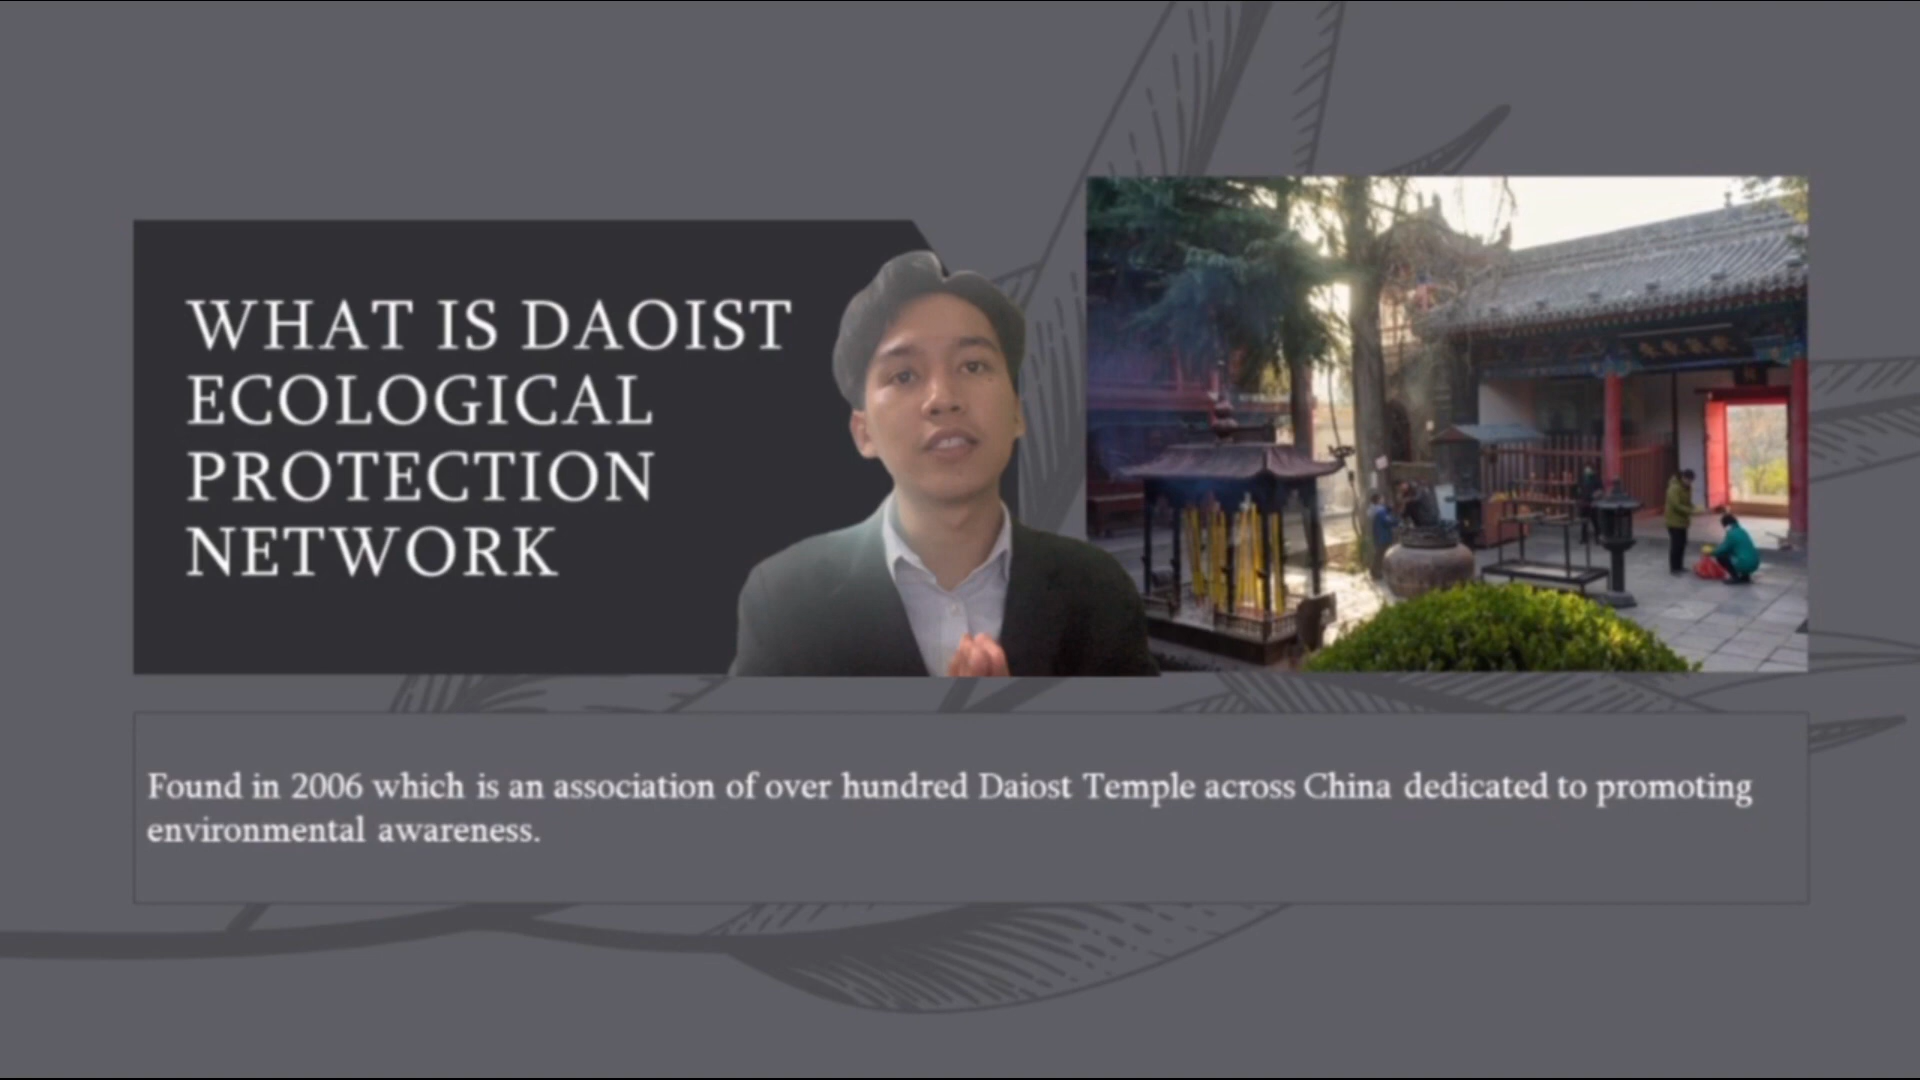 WHAT IS DAOIST
ECOLOGICAL
PROTECTION
NETWORK
Found in 2006 which is an association of over hundred Daiost Temple across China dedicated to promoting
environmental awareness.